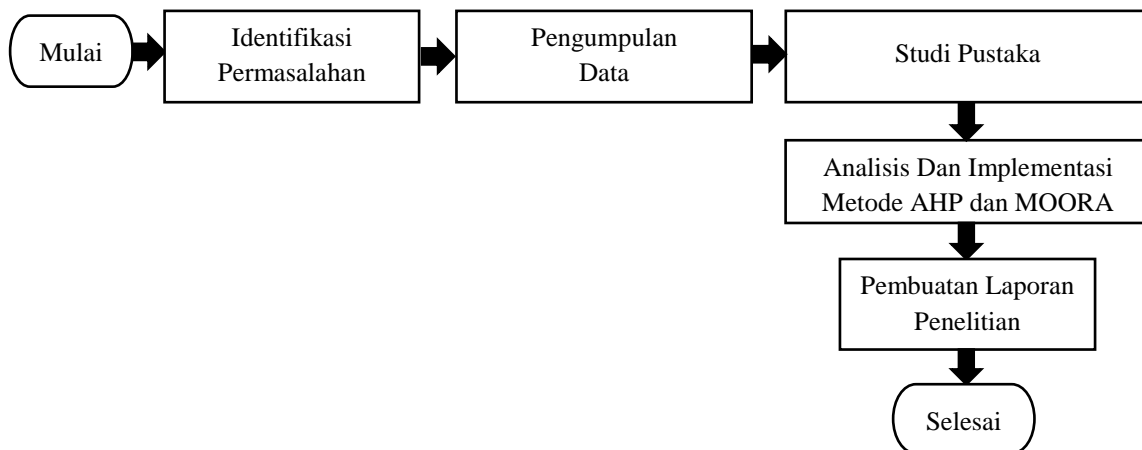 Mulai
Identifikasi
Permasalahan
Pengumpulan
Data
Studi Pustaka
Analisis Dan Implementasi
Metode AHP dan MOORA
Pembuatan Laporan
Penelitian
Selesai